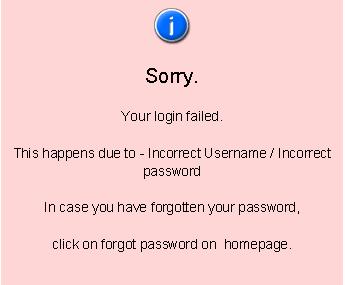 i
Sorry.
Your login failed.
This happens due to - Incorrect Username / Incorrect
password
In case you have forgotten your password,
click on forgot password on homepage.